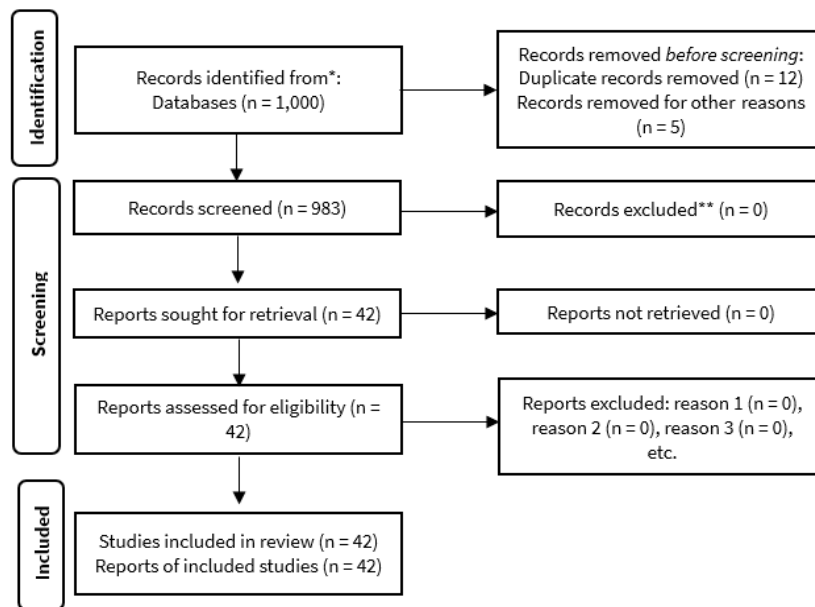 Identification
Records identified from*:
Databases (n = 1,000)
Records removed before screening:
Duplicate records removed (n = 12)
Records removed for other reasons
(n = 5)
Screening
Records screened (n = 983)
Records excluded** (n = 0)
Reports sought for retrieval (n = 42)
Reports not retrieved (n = 0)
Reports assessed for eligibility (n =
42)
Reports excluded: reason 1 (n = 0),
reason 2 (n = 0), reason 3 (n = 0),
etc.
Included
Studies included in review (n = 42)
Reports of included studies (n = 42)